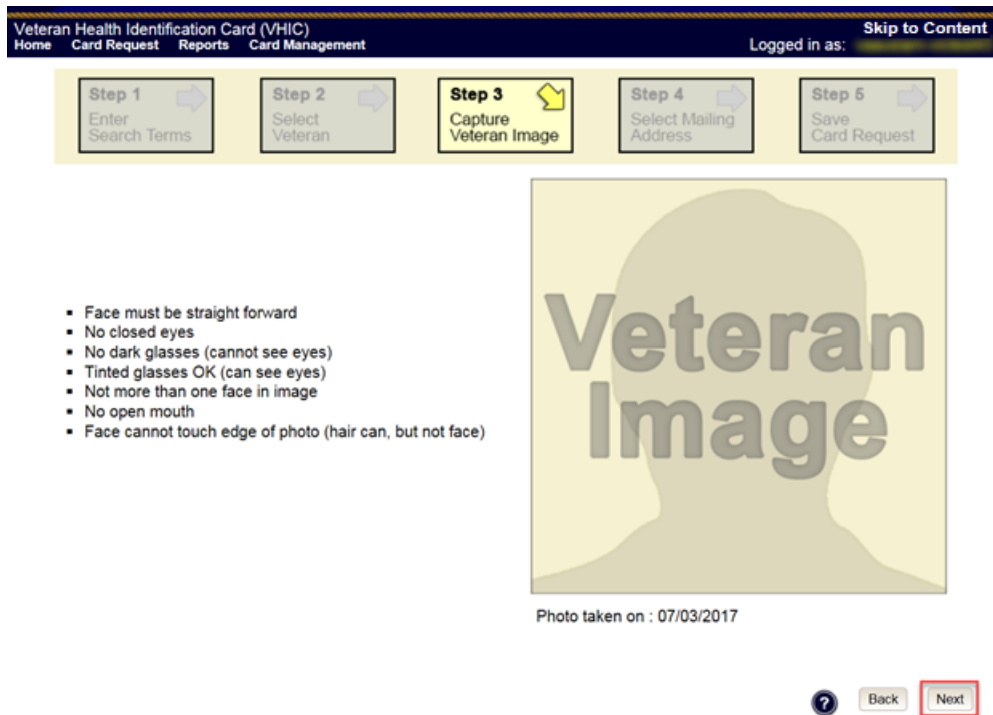 Veteran Health Identification Card (VHIC)
Skip to Content
Home Card Request Reports Card Management
Logged in as:
Step 1
Enter
Search Terms
Step 2
Select
Veteran
Step 3
Capture
Veteran Image
Step 4
Select Mailing
Address
Step 5
Save
Card Request
▪ Face must be straight forward
▪ No closed eyes
▪ No dark glasses (cannot see eyes)
▪ Tinted glasses OK (can see eyes)
▪ Not more than one face in image
▪ No open mouth
▪ Face cannot touch edge of photo (hair can, but not face)
Veteran
Image
Photo taken on : 07/03/2017
? Back Next